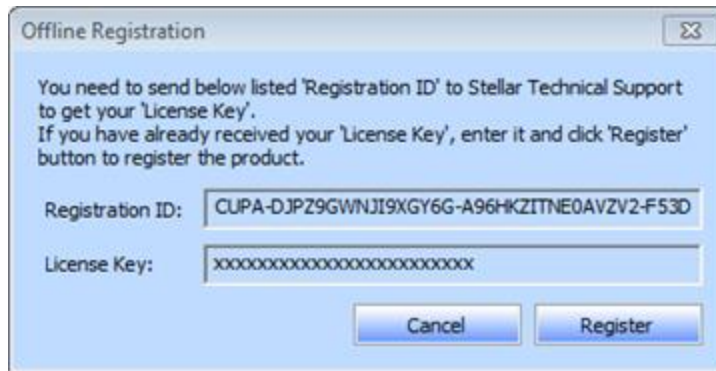 Offline Registration
You need to send below listed 'Registration ID' to Stellar Technical Support
to get your 'License Key'.
If you have already received your 'License Key', enter it and click 'Register'
button to register the product.
Registration ID: CUPA-DJPZ9GWNJI9XGY6G-A96HKZITNE0AVZV2-F53D
License Key: xxxxxxxxxxxxxxxxxxxxxxxx
Cancel Register